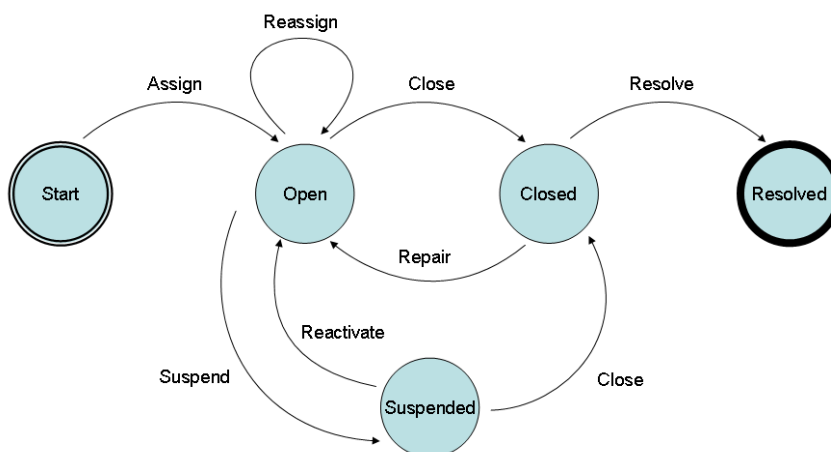 Reassign
Assign
Close
Resolve
Start
Open
Closed
Resolved
Repair
Reactivate
Suspend
Suspended
Close